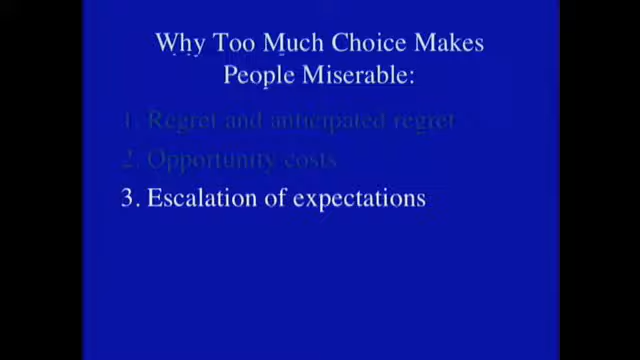 Why Too Much Choice Makes
People Miserable:
1. Regret and anticipated regret
2. Opportunity costs
3. Escalation of expectations